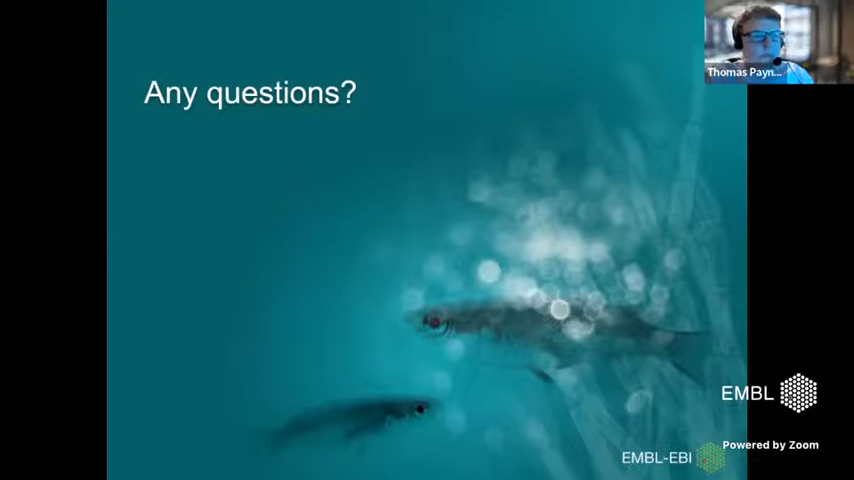 Any questions?
Thomas Payn...
EMBL
Powered by Zoom
EMBL-EBI